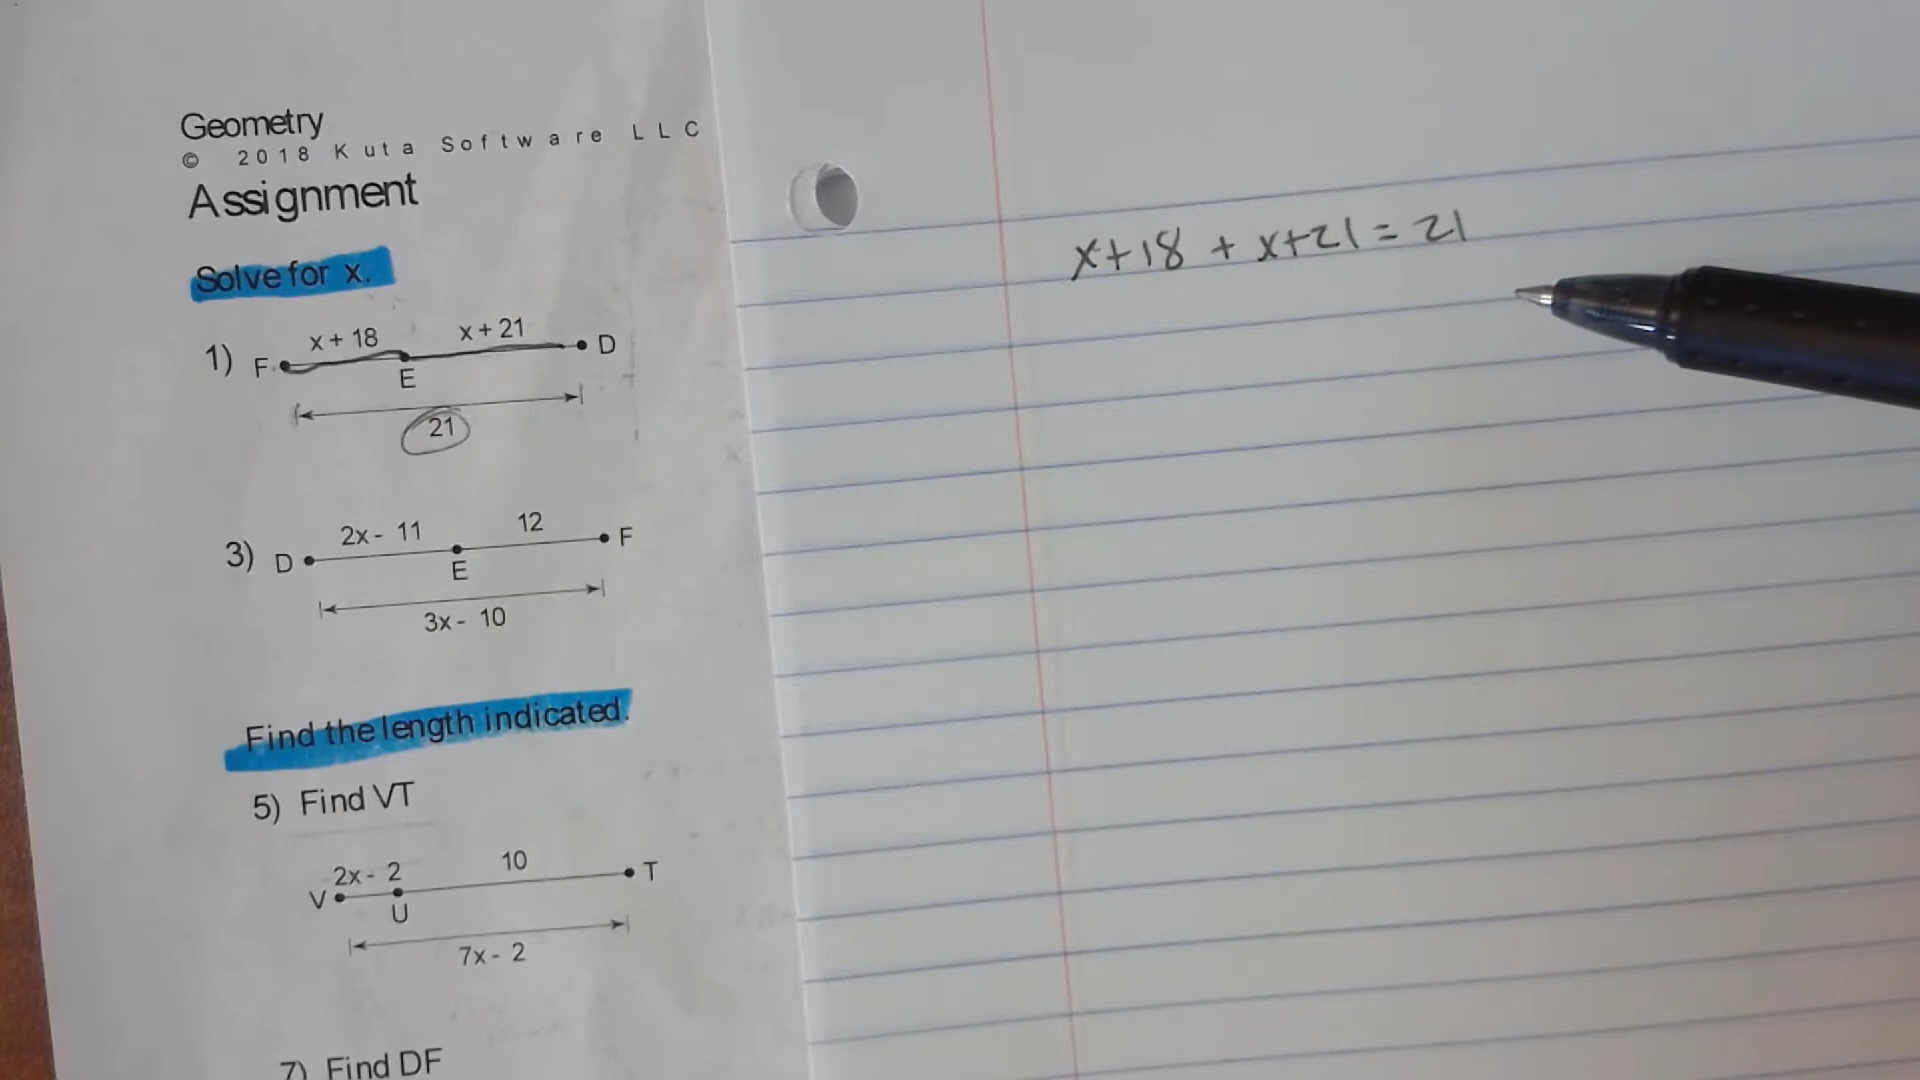 Geometry
© 2018 Kuta Software LLC
Assignment
Solve for x.
1) F x + 18 E x + 21 D
21
3) D 2x - 11 E 12 F
3x - 10
Find the length indicated.
5) Find VT
V 2x - 2 U 10 T
7x - 2
7) Find DF
x+18 + x+21 = 21